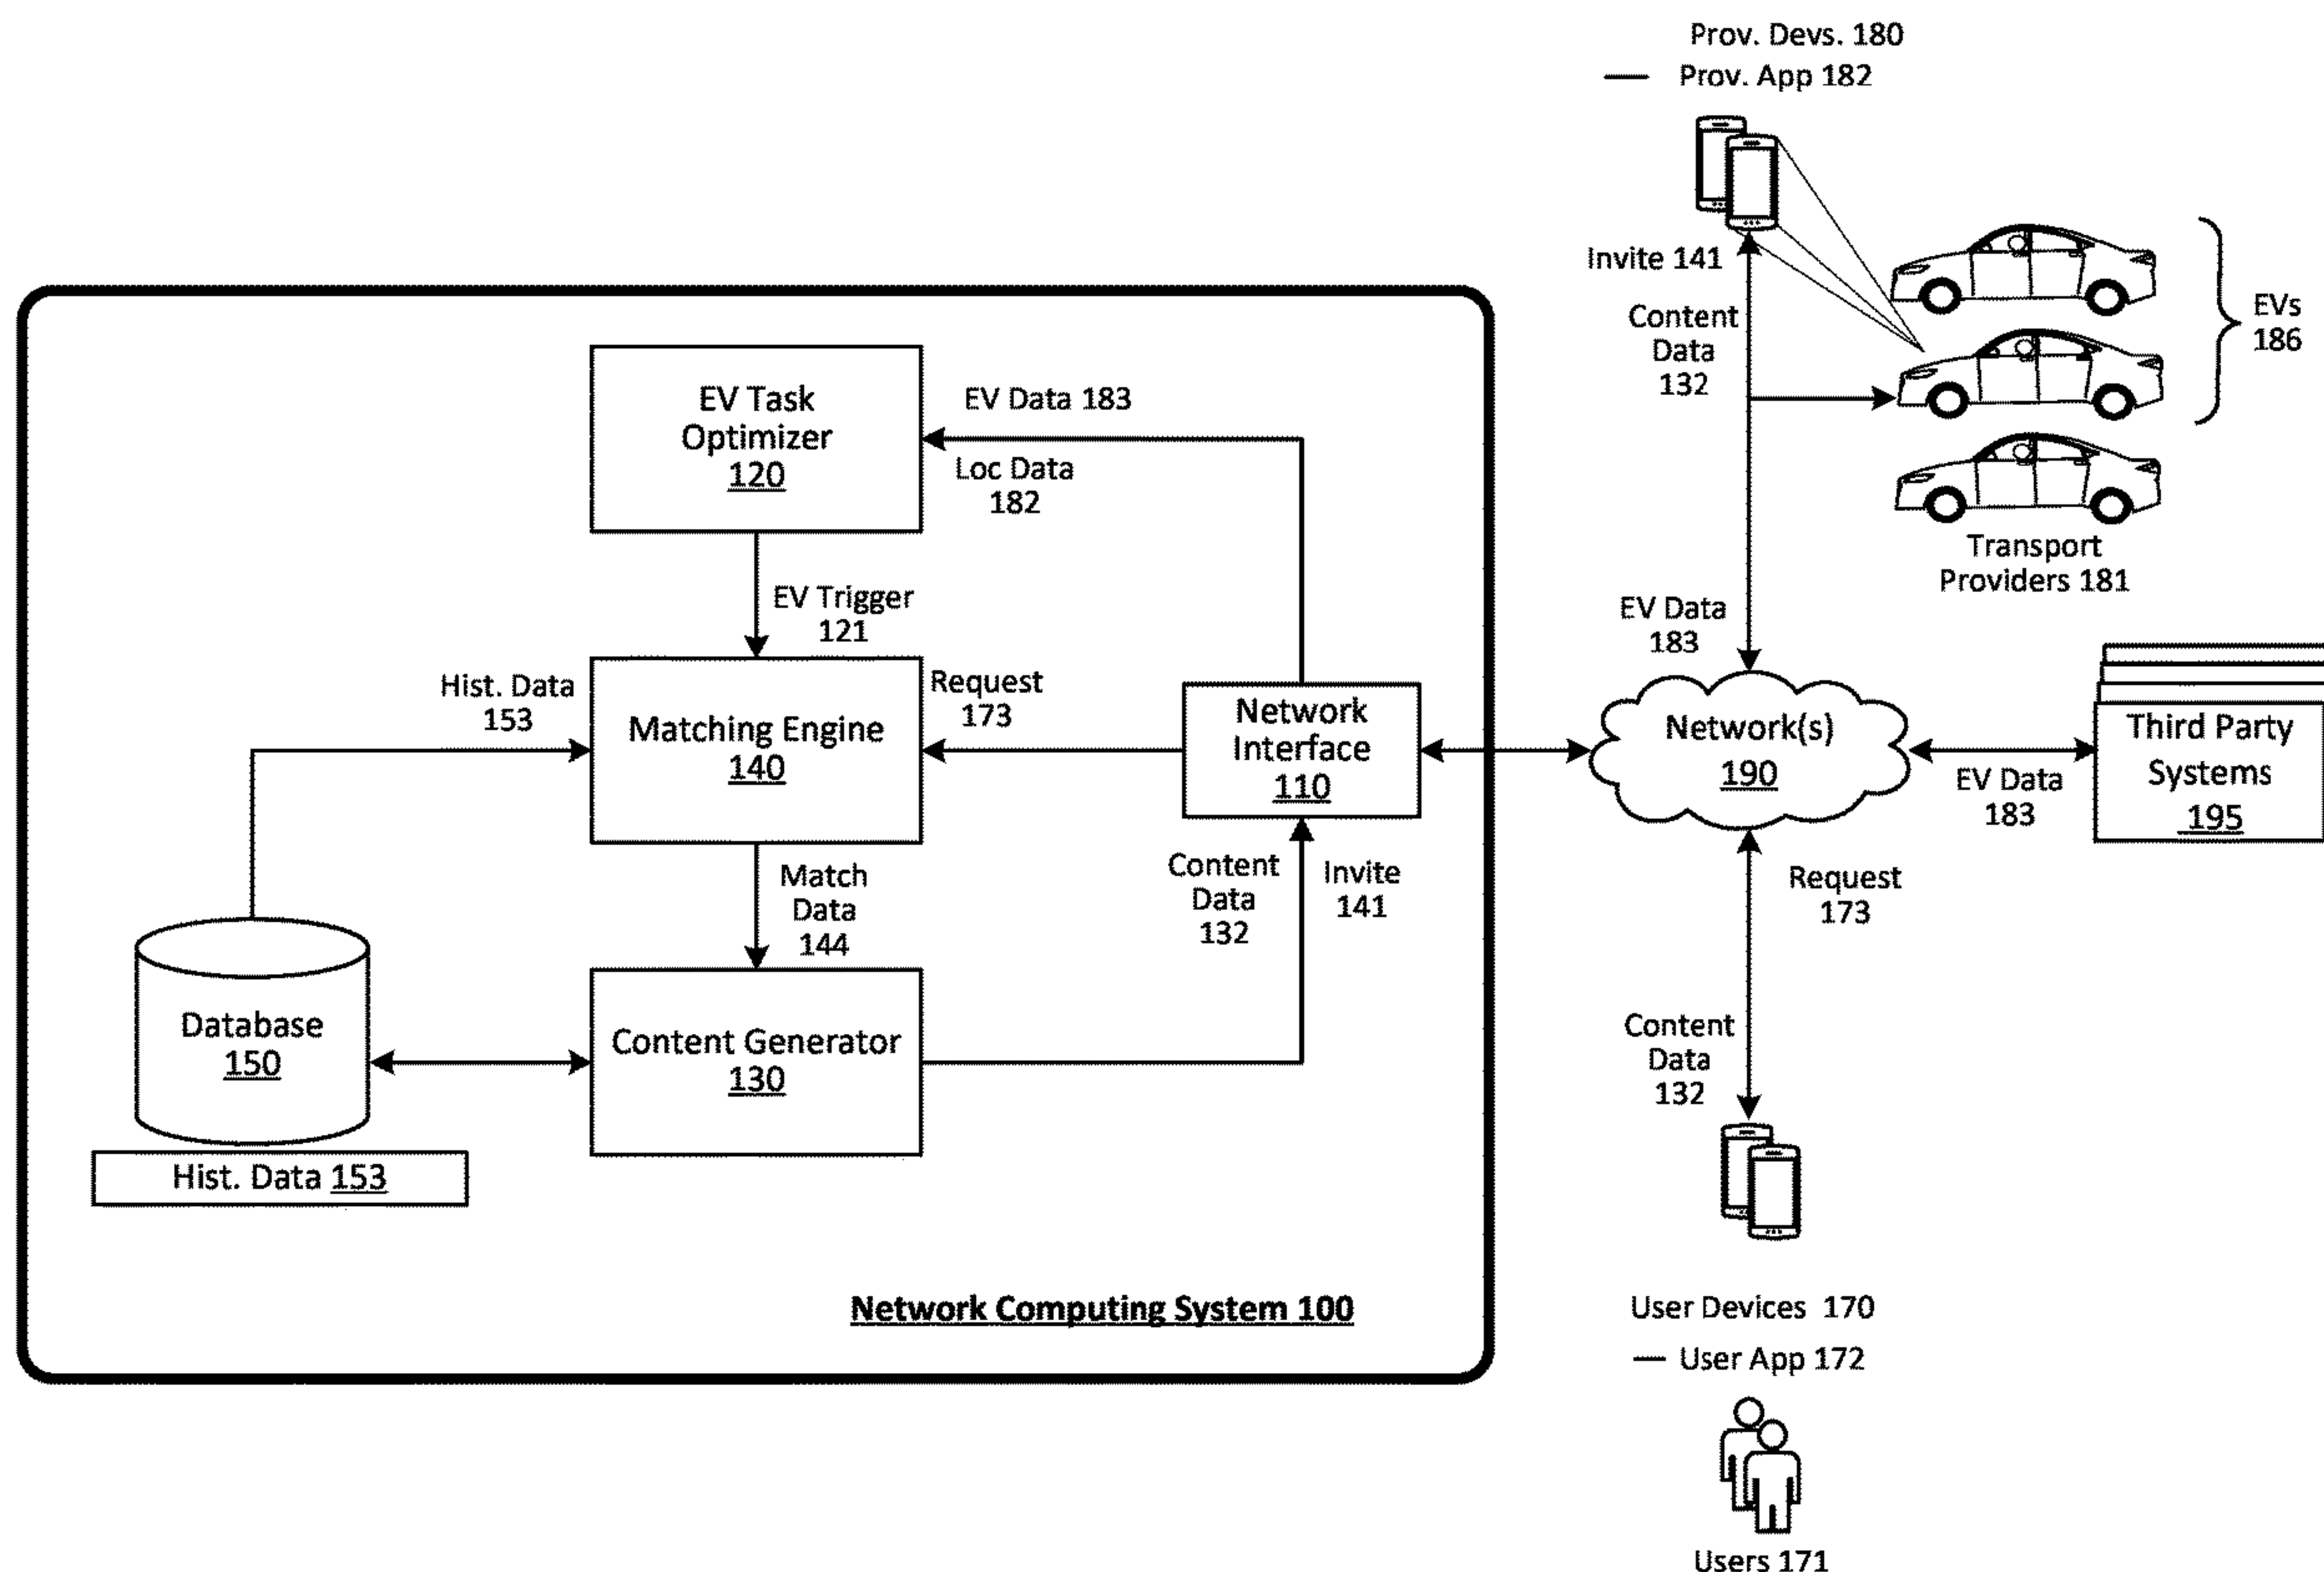 Prov. Devs. 180
— Prov. App 182
Invite 141
Content
Data
132
EVs
186
Transport
Providers 181
EV Data
183
EV Task
Optimizer
120
EV Data 183
Loc Data
182
EV Trigger
121
Hist. Data
153
Matching Engine
140
Request
173
Network
Interface
110
Network(s)
190
EV Data
183
Third Party
Systems
195
Match
Data
144
Content
Data
132
Invite
141
Request
173
Database
150
Content Generator
130
Content
Data
132
Hist. Data 153
Network Computing System 100
User Devices 170
— User App 172
Users 171